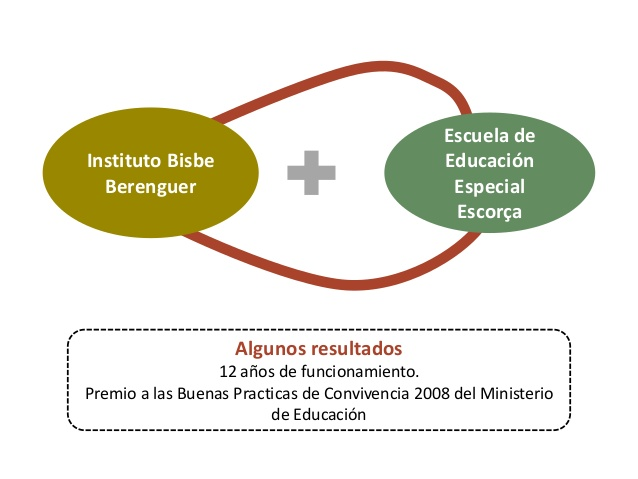 Instituto Bisbe
Berenguer
Escuela de
Educación
Especial
Escorça
Algunos resultados
12 años de funcionamiento.
Premio a las Buenas Practicas de Convivencia 2008 del Ministerio
de Educación